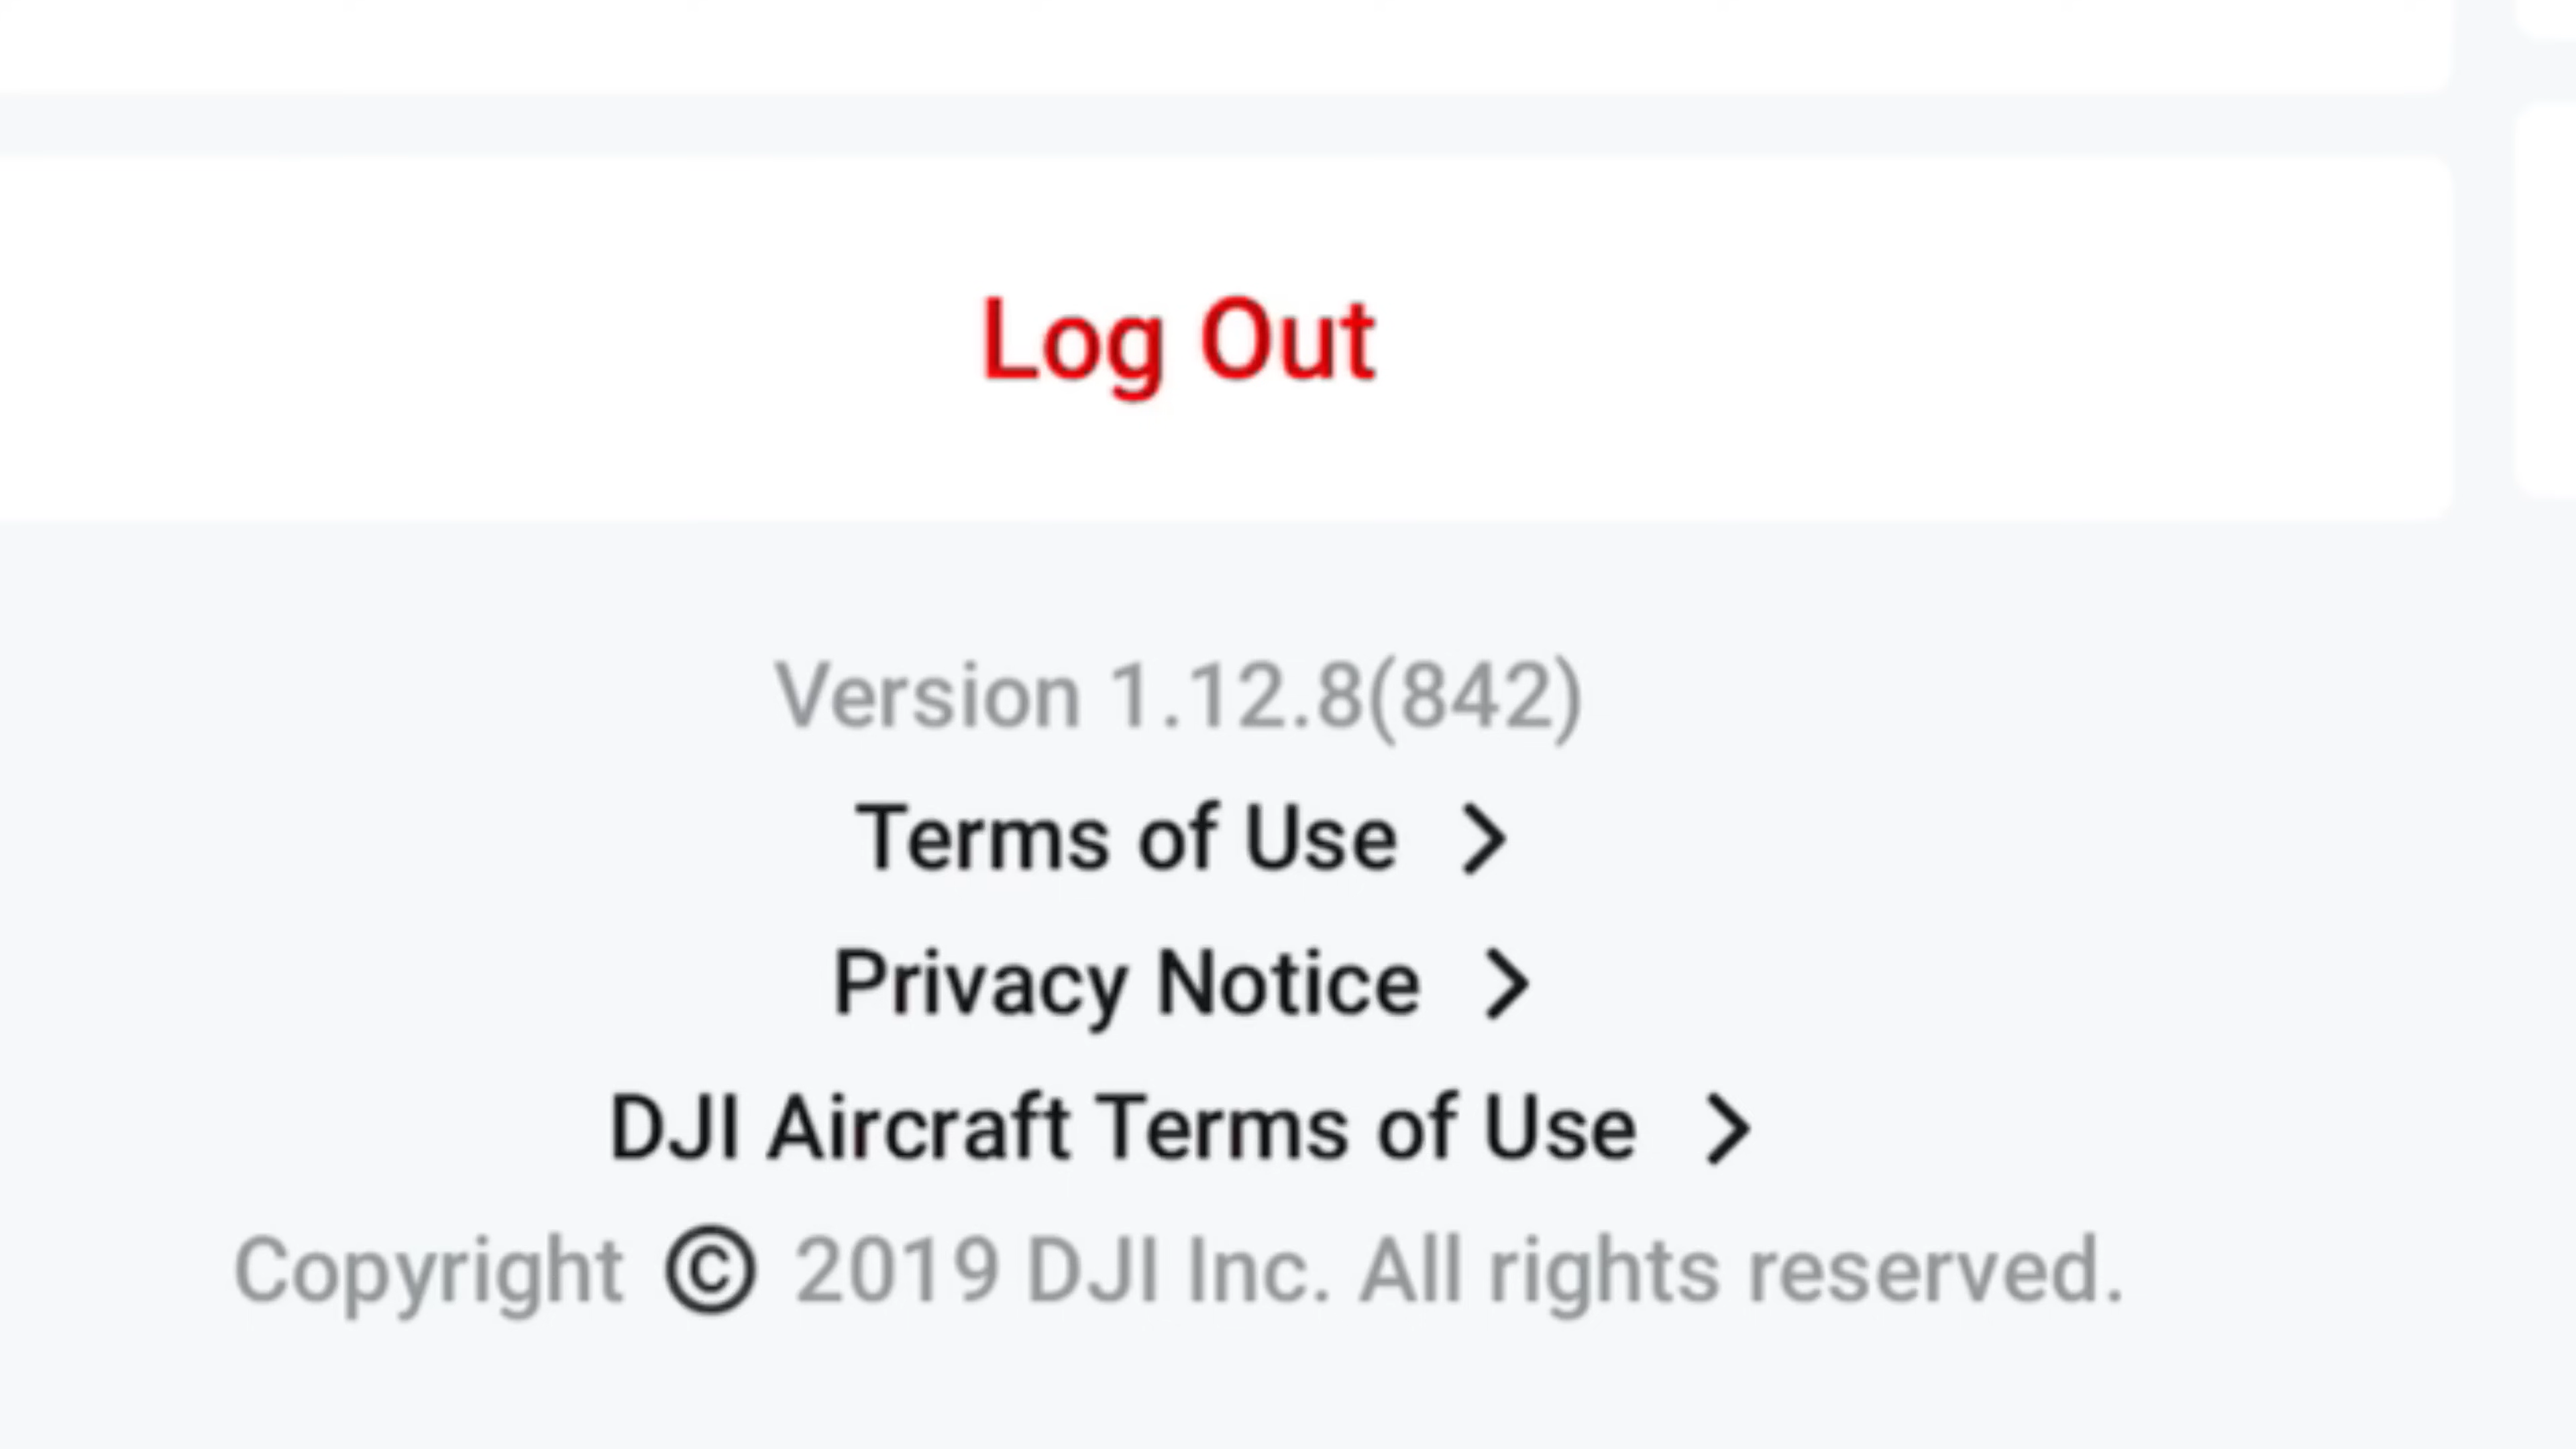 Log Out
Version 1.12.8(842)
Terms of Use >
Privacy Notice >
DJI Aircraft Terms of Use >
Copyright © 2019 DJI Inc. All rights reserved.